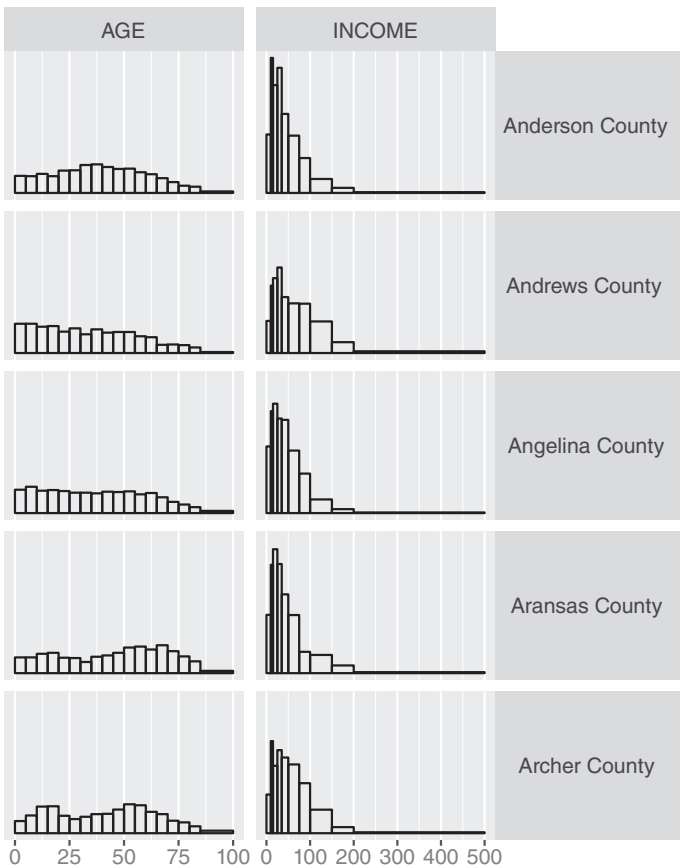 AGE INCOME
Anderson County
Andrews County
Angelina County
Aransas County
Archer County
0 25 50 75 100 0 100 200 300 400 500